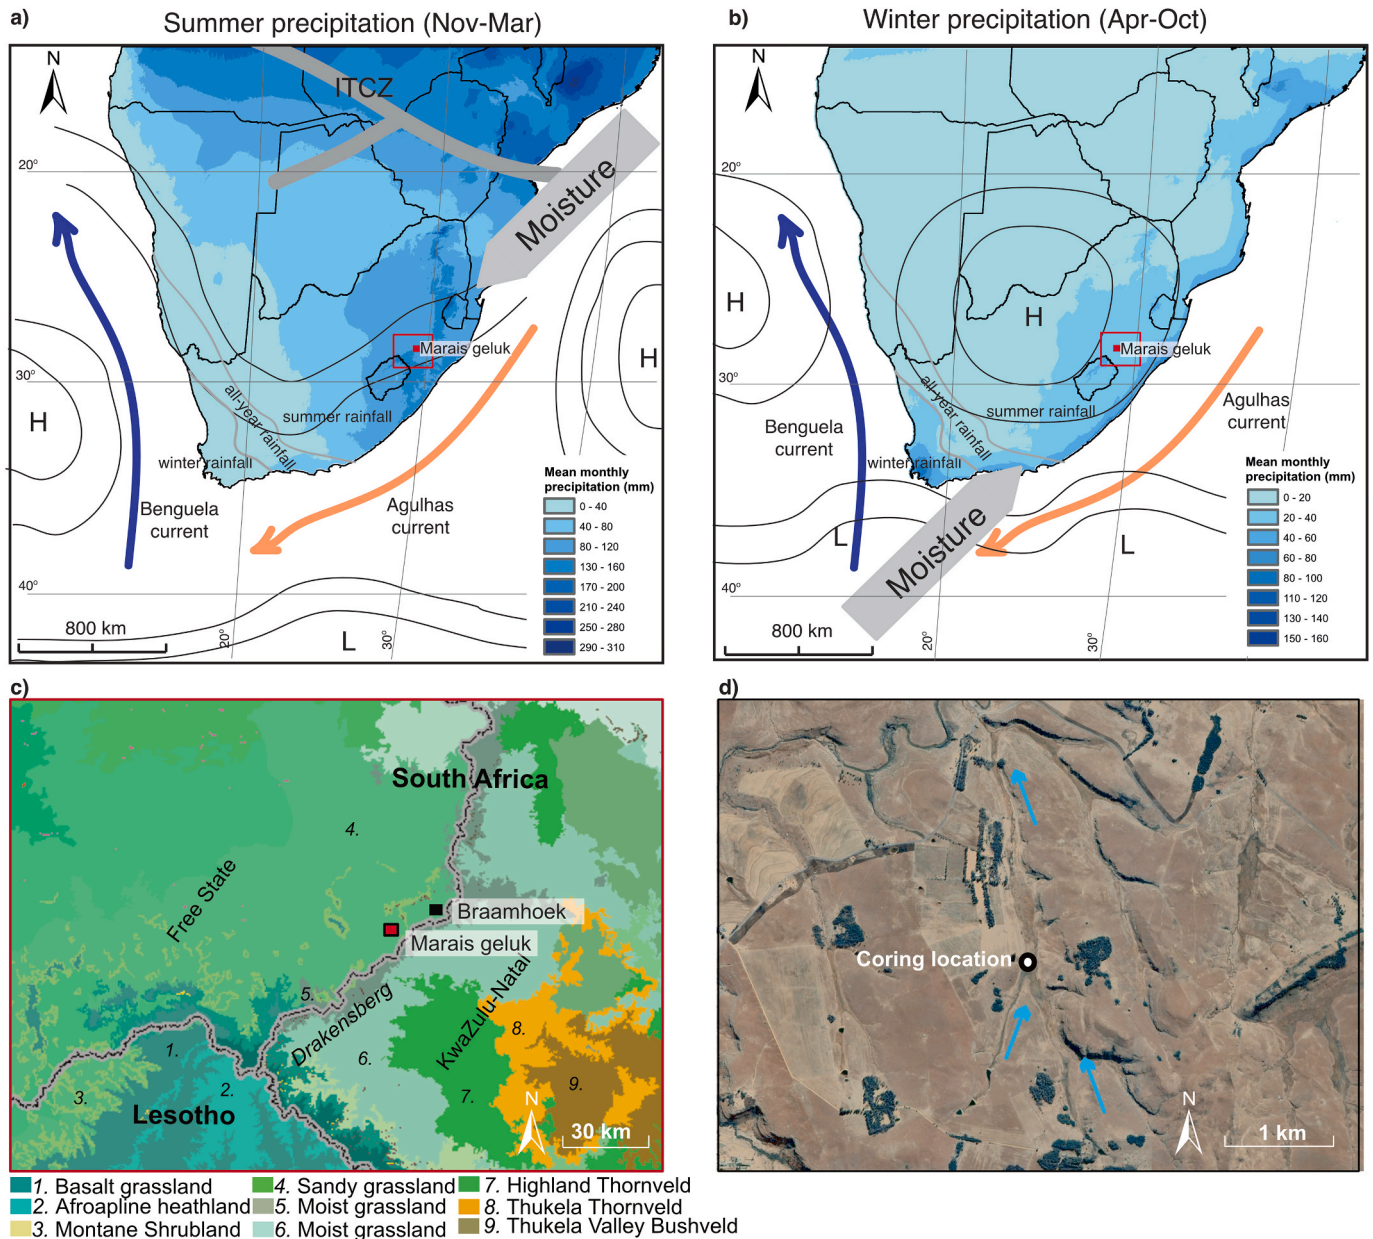 a)
Summer precipitation (Nov-Mar)
N
ITCZ
20°
Moisture
H
H
Marais geluk
30°
all-year rainfall
summer rainfall
winter rainfall
Benguela
current
Agulhas
current
40°
800 km
20°
30°
L
Mean monthly
precipitation (mm)
0 - 40
40 - 80
80 - 120
130 - 160
170 - 200
210 - 240
250 - 280
290 - 310
b)
Winter precipitation (Apr-Oct)
N
20°
H
H
Marais geluk
30°
all-year rainfall
summer rainfall
winter rainfall
Benguela
current
Agulhas
current
Moisture
L
L
40°
800 km
20°
30°
Mean monthly
precipitation (mm)
0 - 20
20 - 40
40 - 60
60 - 80
80 - 100
110 - 120
130 - 140
150 - 160
c)
South Africa
4.
Free State
Braamhoek
Marais geluk
5.
Drakensberg
KwaZulu-Natal
1.
2.
3.
6.
7.
8.
9.
Lesotho
N
30 km
1. Basalt grassland
2. Afroapline heathland
3. Montane Shrubland
4. Sandy grassland
5. Moist grassland
6. Moist grassland
7. Highland Thornveld
8. Thukela Thornveld
9. Thukela Valley Bushveld
d)
Coring location
N
1 km